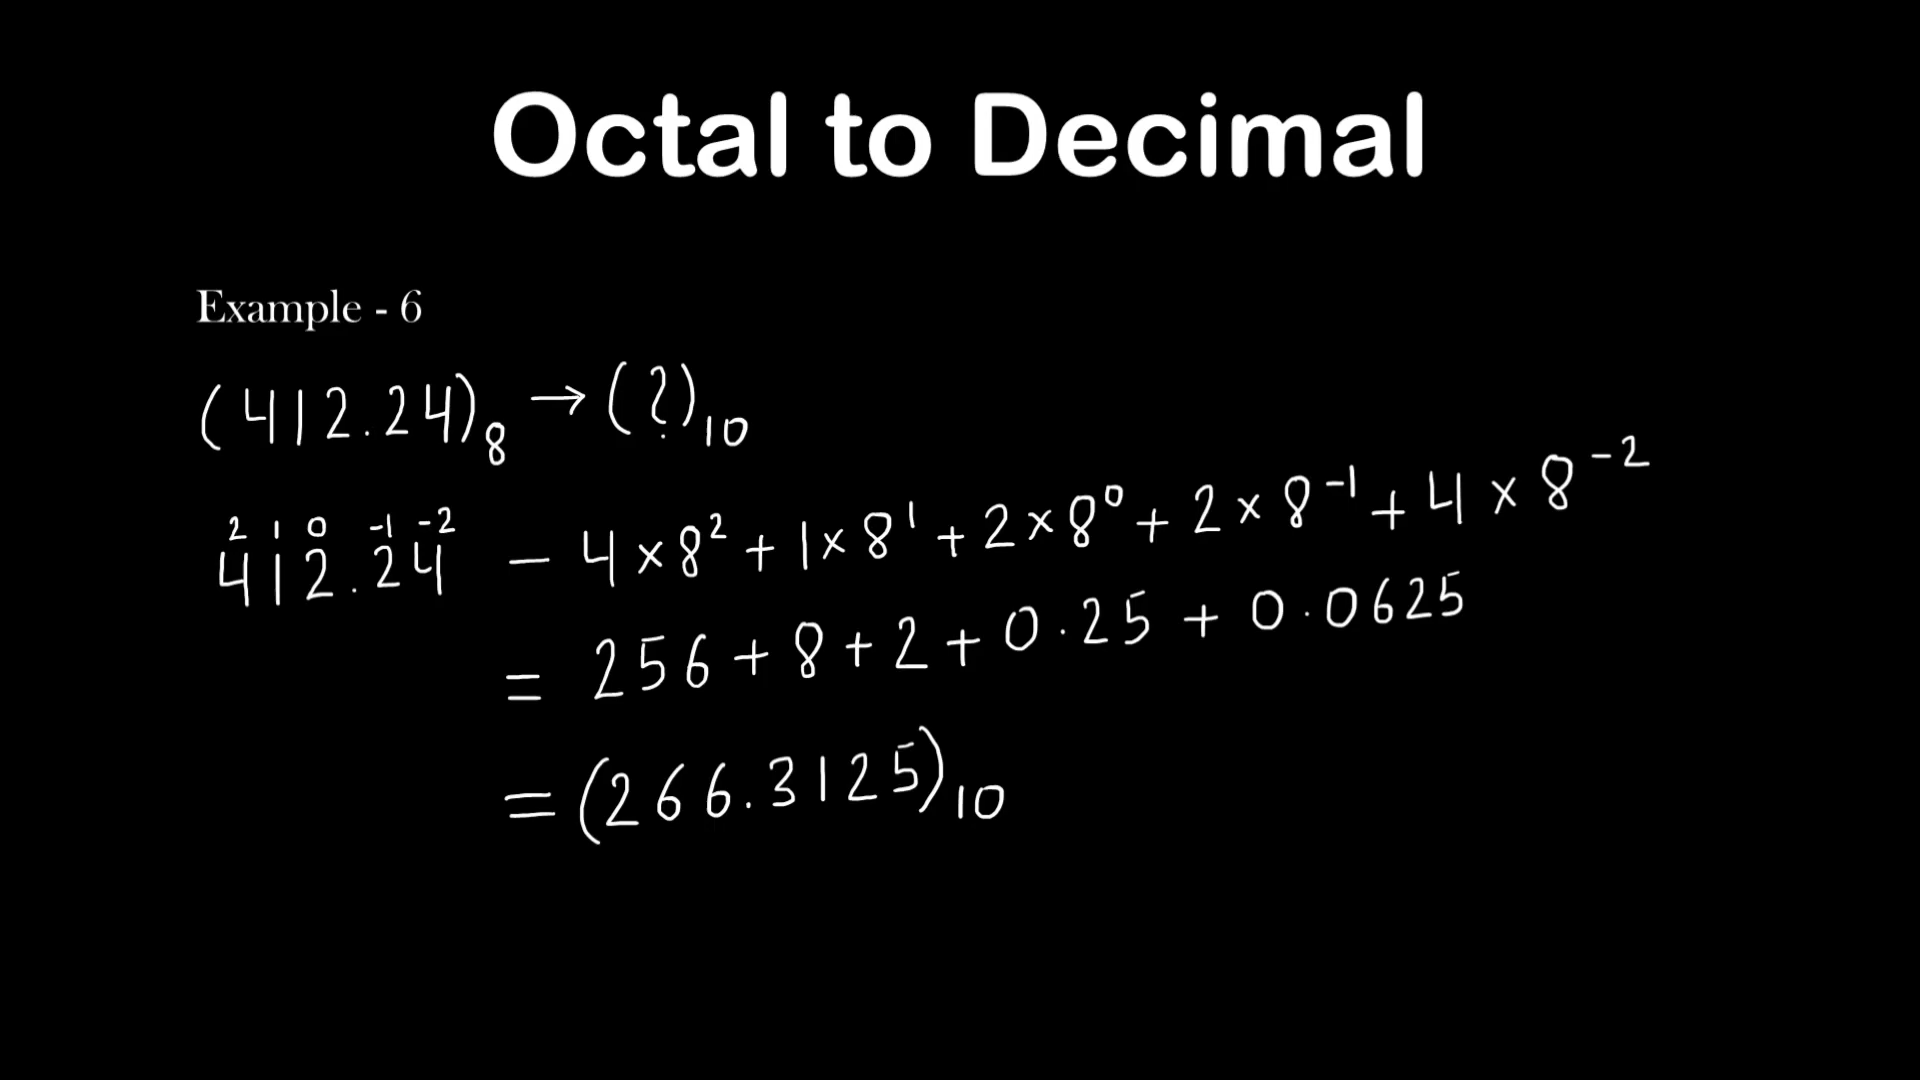 Octal to Decimal
Example - 6
(412.24)₈ → (?)₁₀
2 1 0 -1 -2
412.24 – 4×8² + 1×8¹ + 2×8⁰ + 2×8⁻¹ + 4×8⁻²
= 256 + 8 + 2 + 0.25 + 0.0625
= (266.3125)₁₀